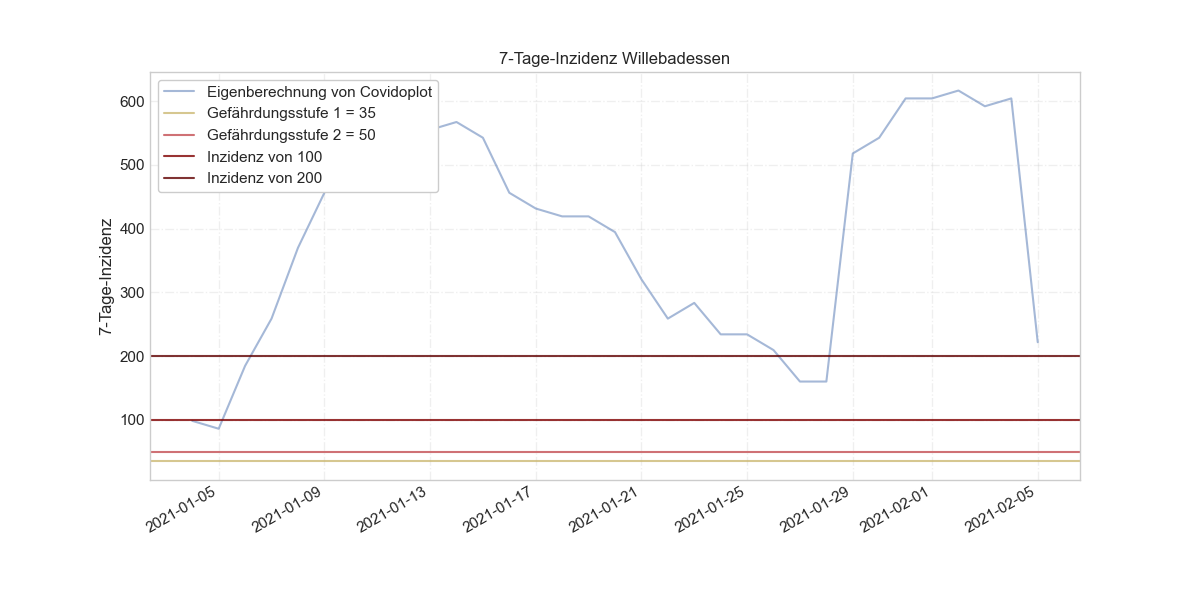 7-Tage-Inzidenz Willebadessen
Eigenberechnung von Covidoplot
Gefährdungsstufe 1 = 35
Gefährdungsstufe 2 = 50
Inzidenz von 100
Inzidenz von 200
7-Tage-Inzidenz
600
500
400
300
200
100
2021-01-05
2021-01-09
2021-01-13
2021-01-17
2021-01-21
2021-01-25
2021-01-29
2021-02-01
2021-02-05